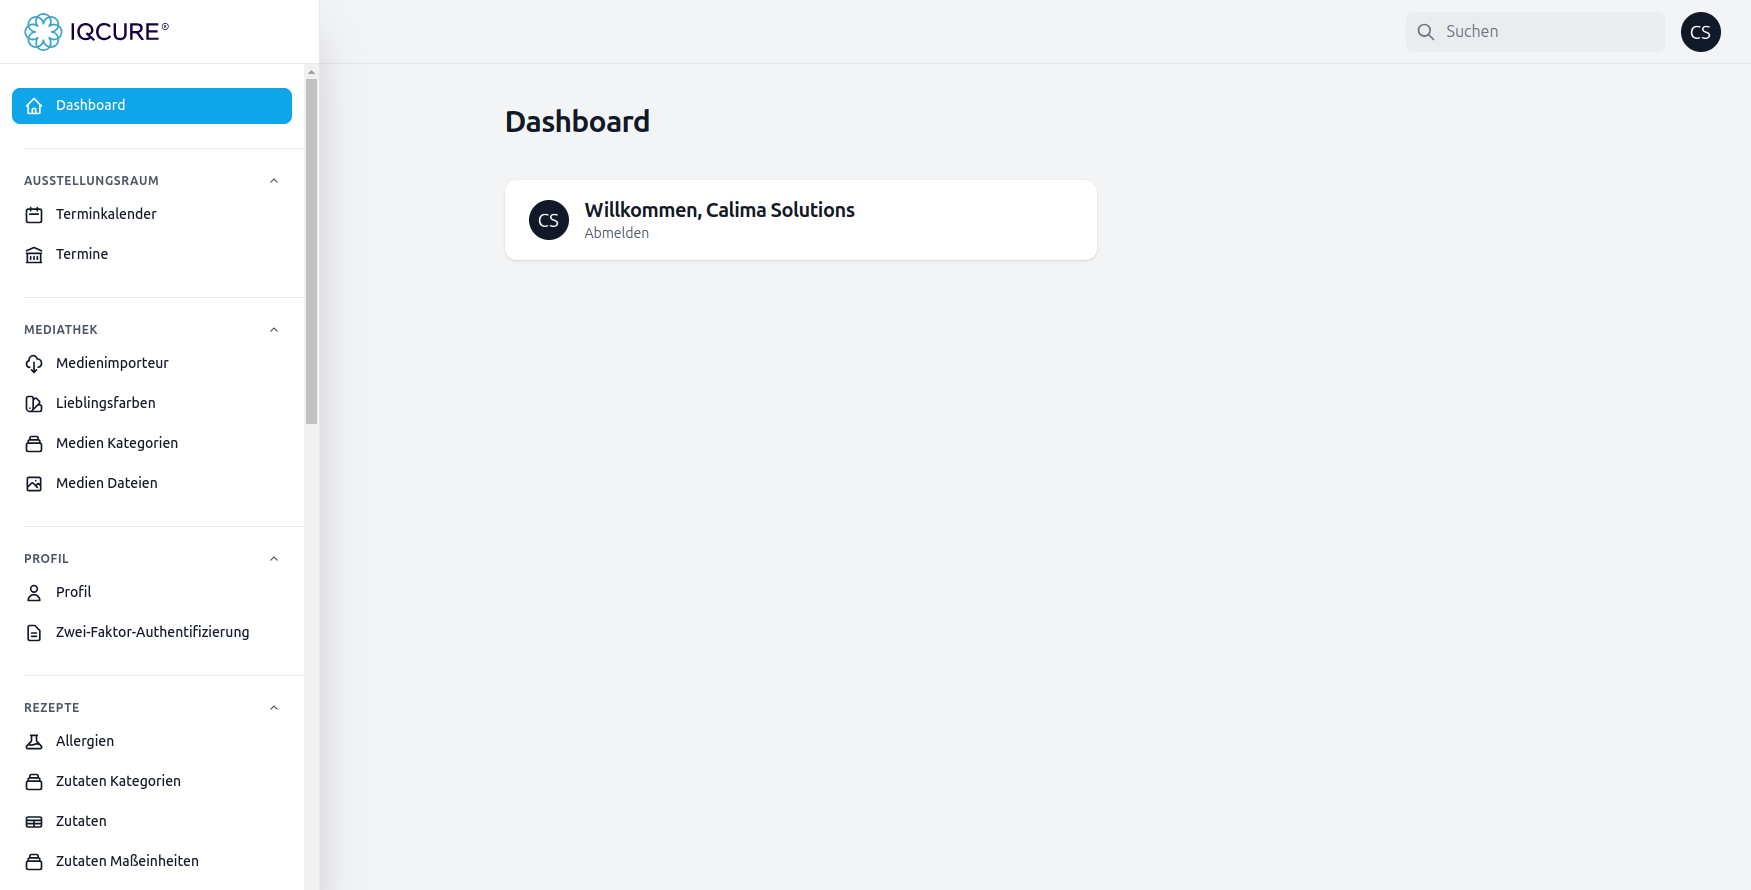 IQCURE®
Suchen
CS
Dashboard
AUSSTELLUNGSRAUM
Terminkalender
Termine
MEDIATHEK
Medienimporteur
Lieblingsfarben
Medien Kategorien
Medien Dateien
PROFIL
Profil
Zwei-Faktor-Authentifizierung
REZEPTE
Allergien
Zutaten Kategorien
Zutaten
Zutaten Maßeinheiten
Dashboard
CS
Willkommen, Calima Solutions
Abmelden